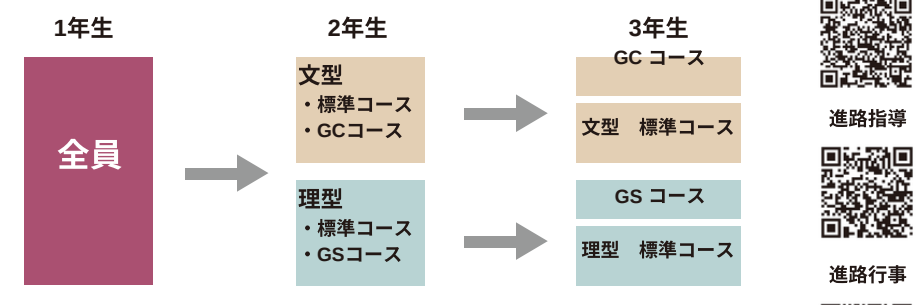 1年生
全員
2年生
文型
・標準コース
・GCコース
理型
・標準コース
・GSコース
3年生
GC コース
文型　標準コース
GS コース
理型　標準コース
進路指導
進路行事